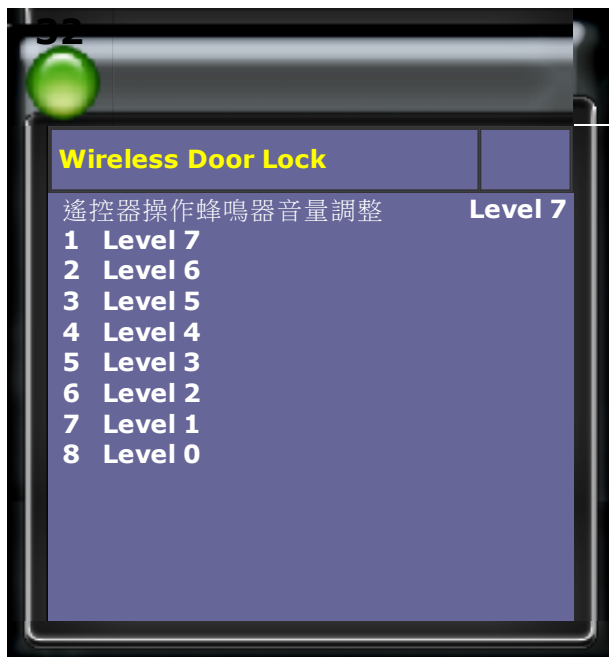 32
Wireless Door Lock
遙控器操作蜂鳴器音量調整 Level 7
1 Level 7
2 Level 6
3 Level 5
4 Level 4
5 Level 3
6 Level 2
7 Level 1
8 Level 0